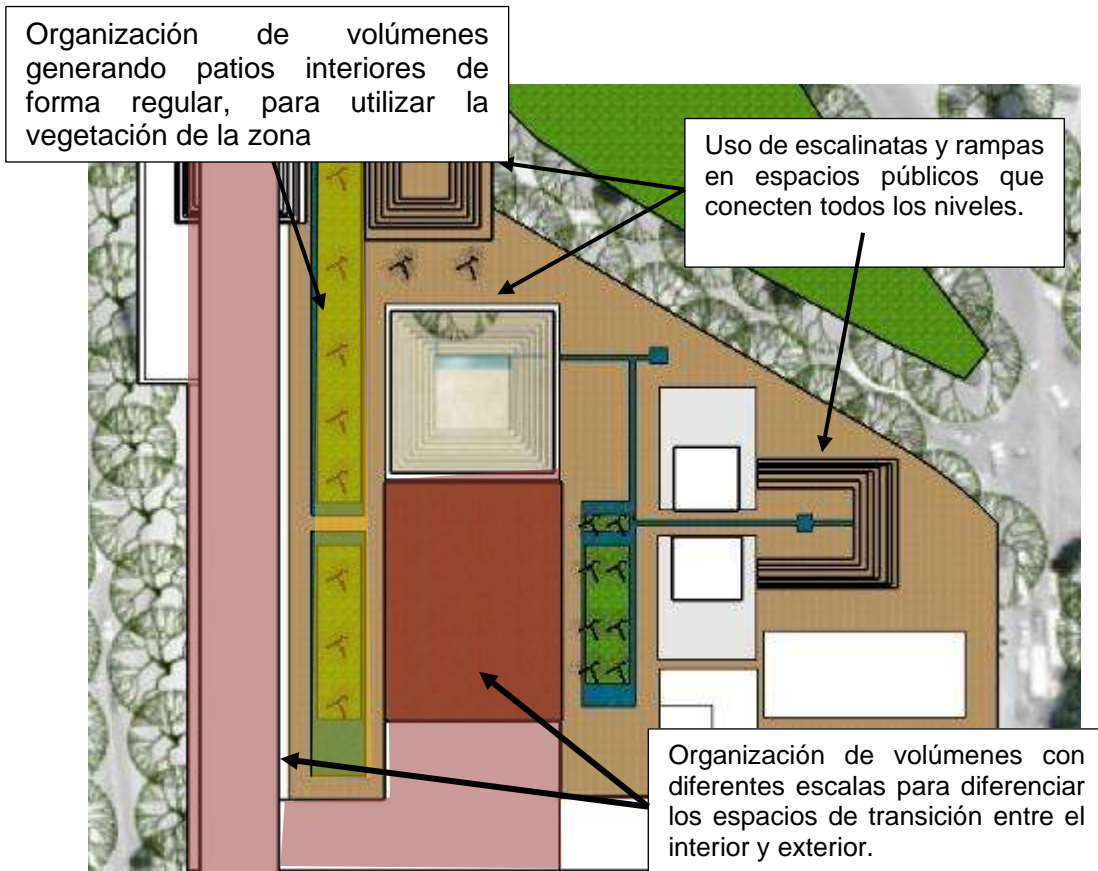 Organización de volúmenes
generando patios interiores de
forma regular, para utilizar la
vegetación de la zona
Uso de escalinatas y rampas
en espacios públicos que
conecten todos los niveles.
Organización de volúmenes con
diferentes escalas para diferenciar
los espacios de transición entre el
interior y exterior.